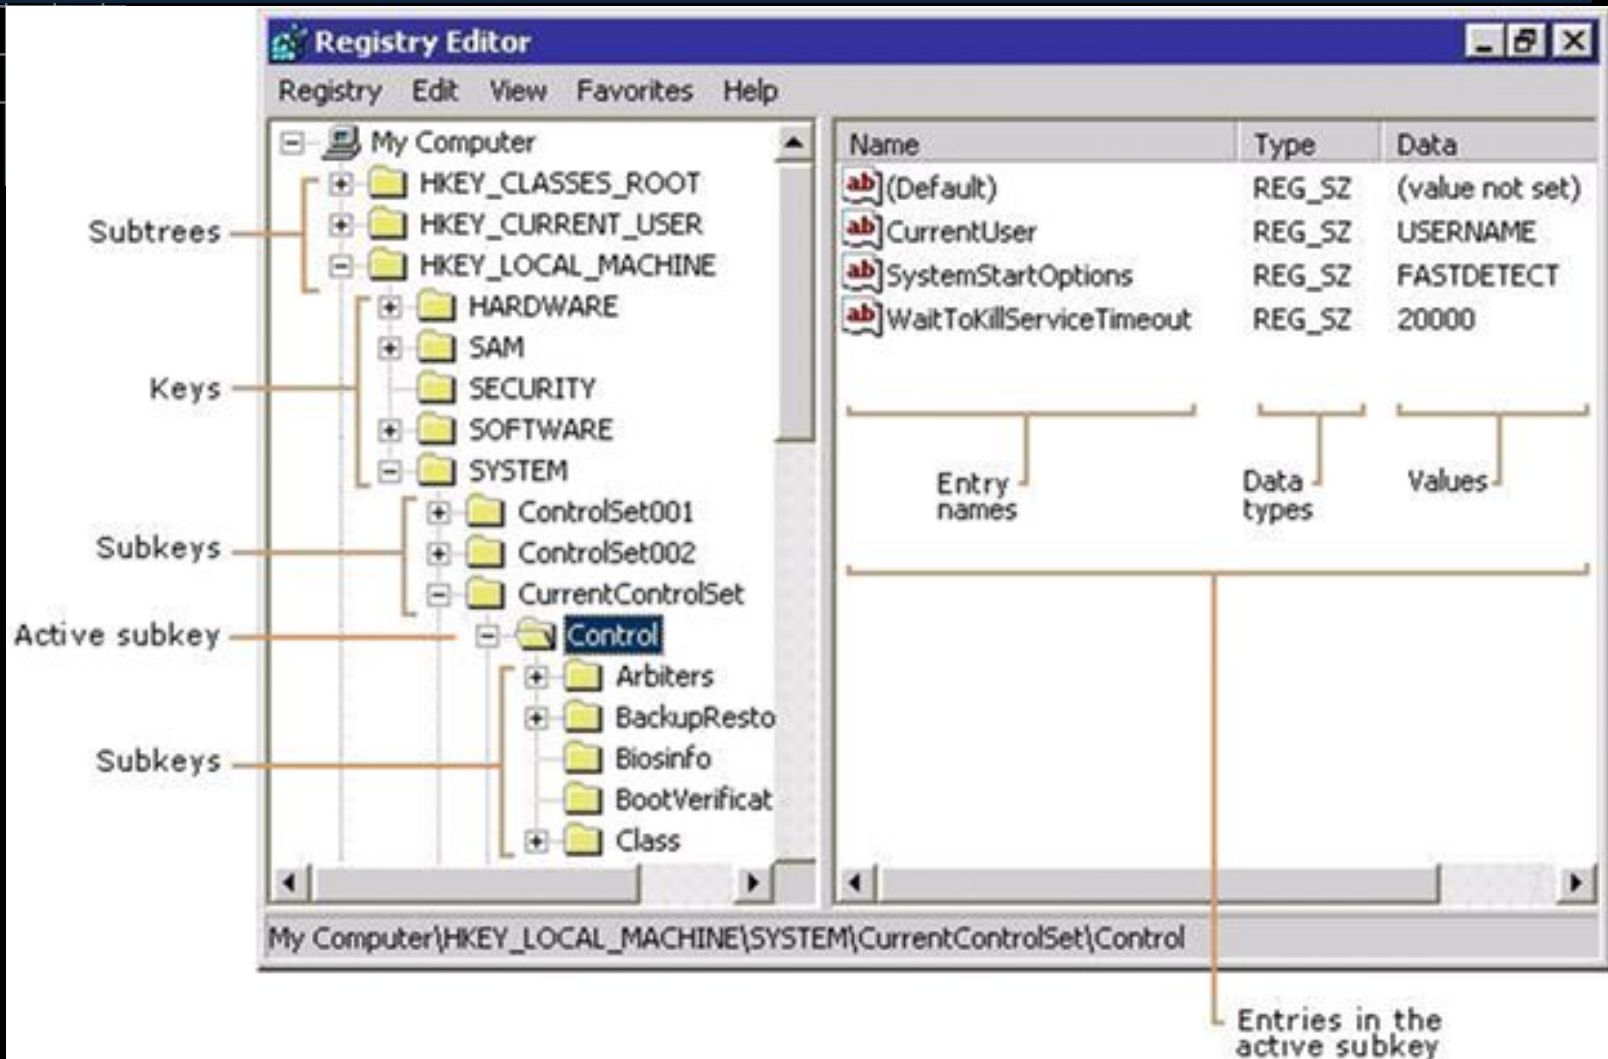 Registry Editor
Registry Edit View Favorites Help
My Computer
HKEY_CLASSES_ROOT
HKEY_CURRENT_USER
HKEY_LOCAL_MACHINE
HARDWARE
SAM
SECURITY
SOFTWARE
SYSTEM
ControlSet001
ControlSet002
CurrentControlSet
Control
Arbiters
BackupResto
Biosinfo
BootVerificat
Class
Subtrees
Keys
Subkeys
Active subkey
Subkeys
Name Type Data
(Default) REG_SZ (value not set)
CurrentUser REG_SZ USERNAME
SystemStartOptions REG_SZ FASTDETECT
WaitToKillServiceTimeout REG_SZ 20000
Entry
names
Data
types
Values
My Computer\HKEY_LOCAL_MACHINE\SYSTEM\CurrentControlSet\Control
Entries in the
active subkey